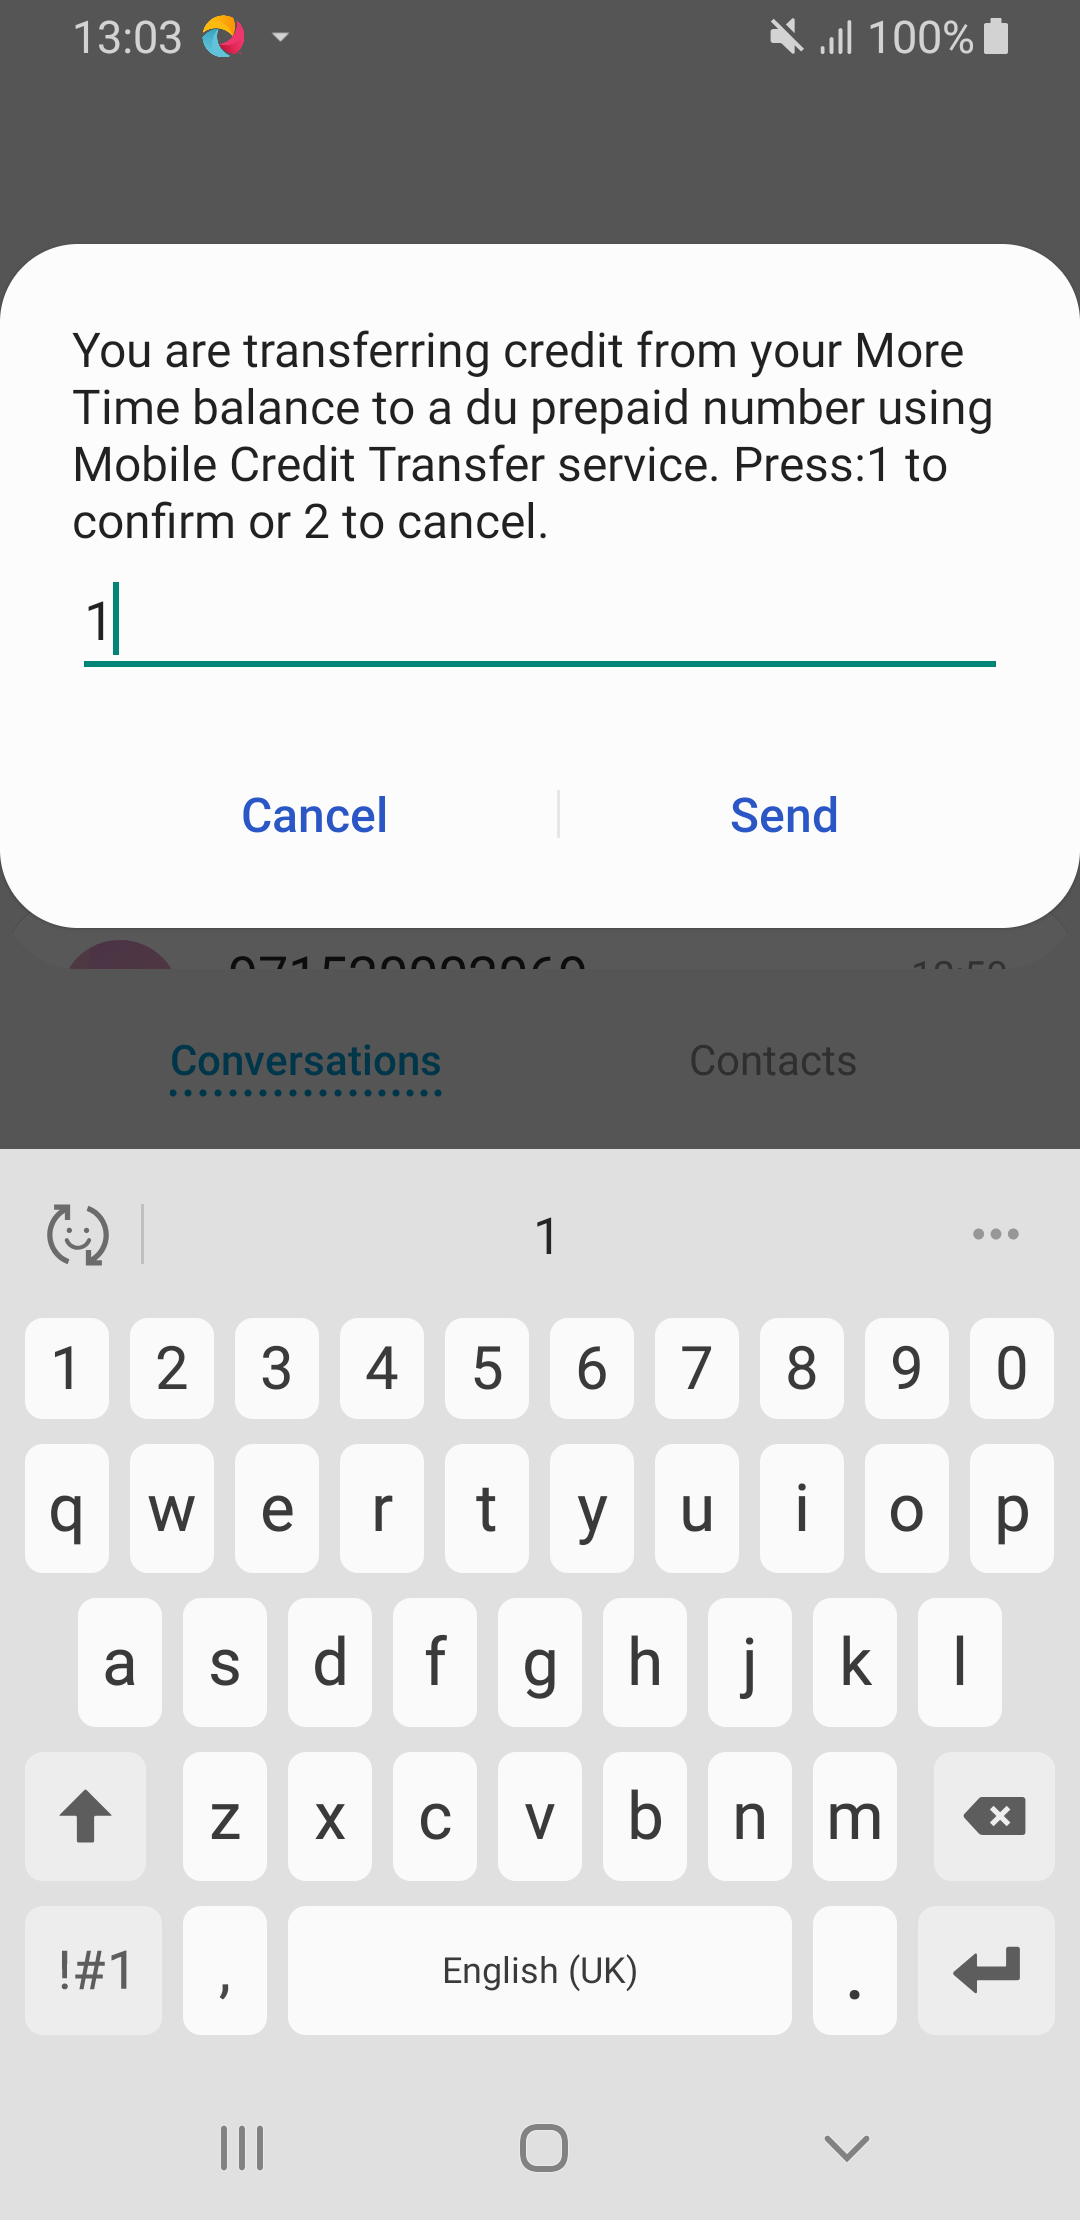 13:03 100%
You are transferring credit from your More
Time balance to a du prepaid number using
Mobile Credit Transfer service. Press:1 to
confirm or 2 to cancel.
1
Cancel Send
Conversations Contacts
1
1 2 3 4 5 6 7 8 9 0
q w e r t y u i o p
a s d f g h j k l
z x c v b n m
!#1 , English (UK) .